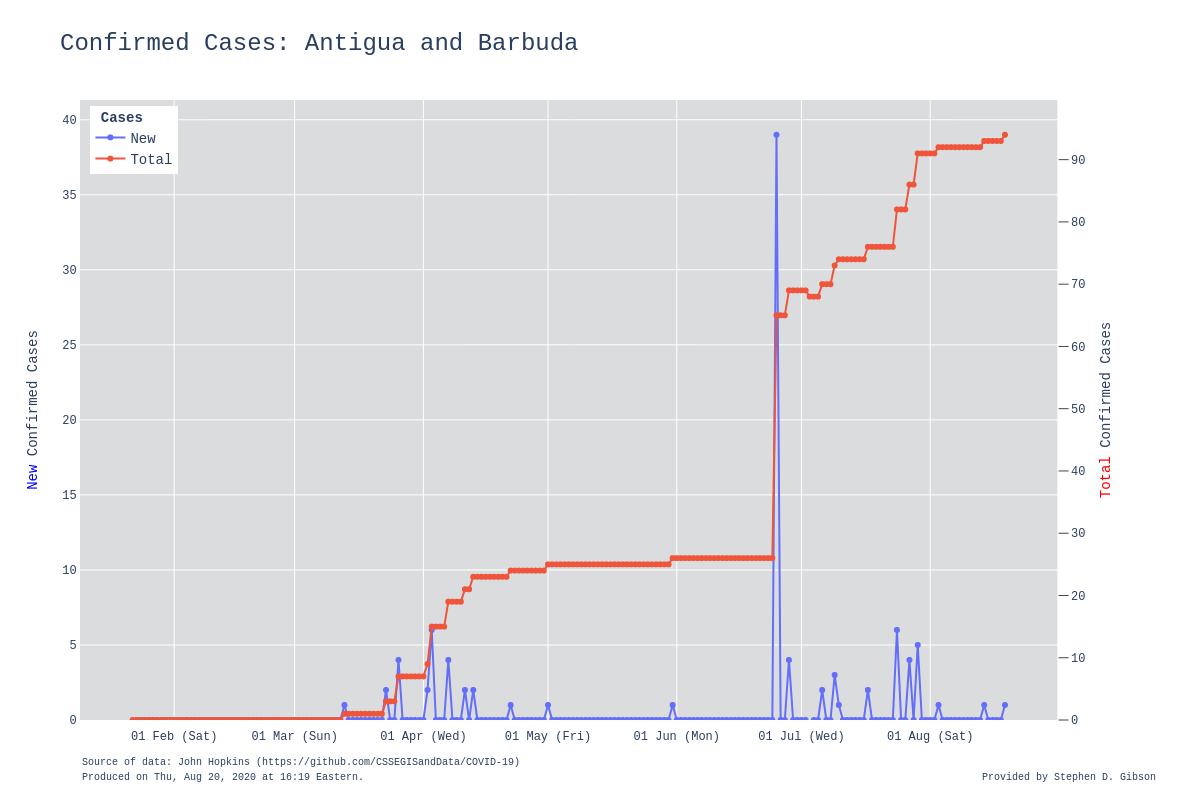 Confirmed Cases: Antigua and Barbuda
Cases
New
Total
40
35
30
25
20
15
10
5
0
New Confirmed Cases
90
80
70
60
50
40
30
20
10
0
Total Confirmed Cases
01 Feb (Sat) 01 Mar (Sun) 01 Apr (Wed) 01 May (Fri) 01 Jun (Mon) 01 Jul (Wed) 01 Aug (Sat)
Source of data: John Hopkins (https://github.com/CSSEGISandData/COVID-19)
Produced on Thu, Aug 20, 2020 at 16:19 Eastern.
Provided by Stephen D. Gibson